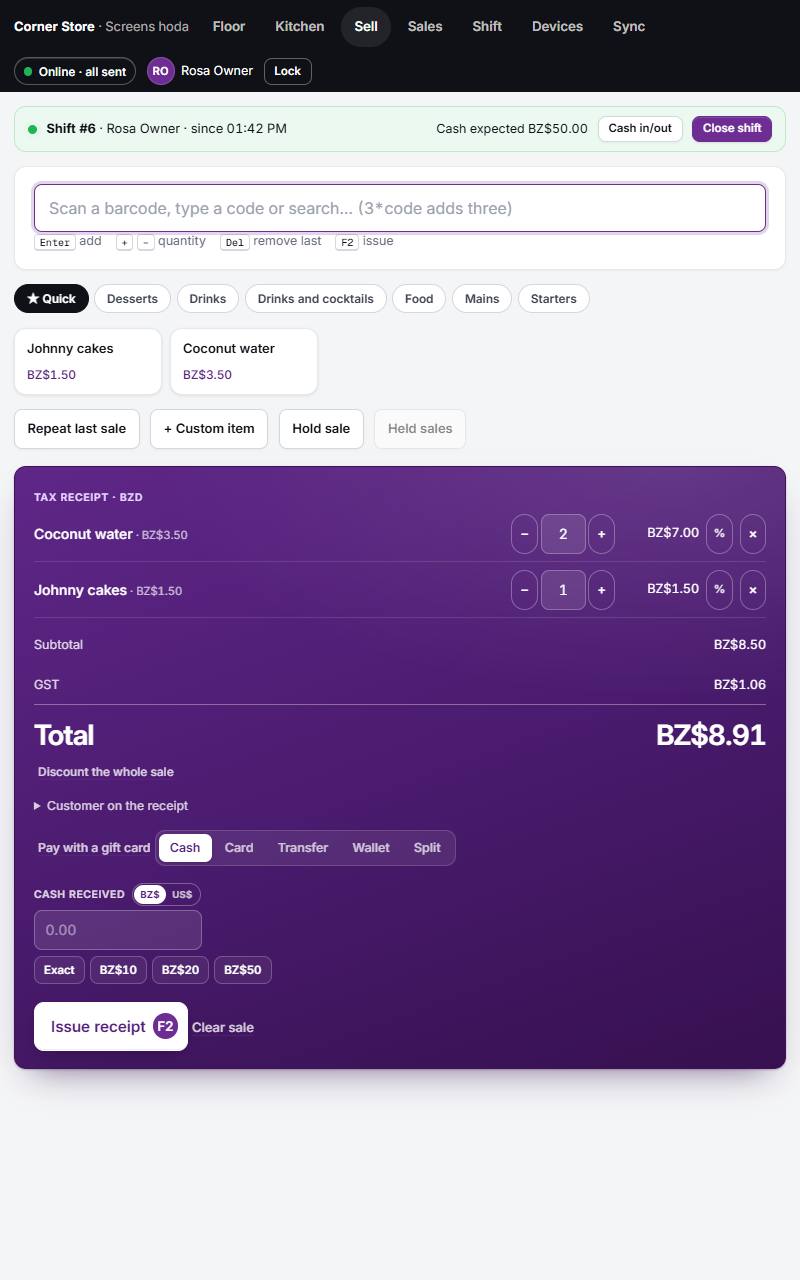 Corner Store · Screens hoda Floor Kitchen Sell Sales Shift Devices Sync
Online · all sent RO Rosa Owner Lock
Shift #6 · Rosa Owner · since 01:42 PM Cash expected BZ$50.00 Cash in/out Close shift
Scan a barcode, type a code or search... (3*code adds three)
Enter add + − quantity Del remove last F2 issue
★ Quick Desserts Drinks Drinks and cocktails Food Mains Starters
Johnny cakes Coconut water
BZ$1.50 BZ$3.50
Repeat last sale + Custom item Hold sale Held sales
TAX RECEIPT · BZD
Coconut water · BZ$3.50 − 2 + BZ$7.00 % ×
Johnny cakes · BZ$1.50 − 1 + BZ$1.50 % ×
Subtotal BZ$8.50
GST BZ$1.06
Total BZ$8.91
Discount the whole sale
Customer on the receipt
Pay with a gift card Cash Card Transfer Wallet Split
CASH RECEIVED BZ$ US$
0.00
Exact BZ$10 BZ$20 BZ$50
Issue receipt F2 Clear sale